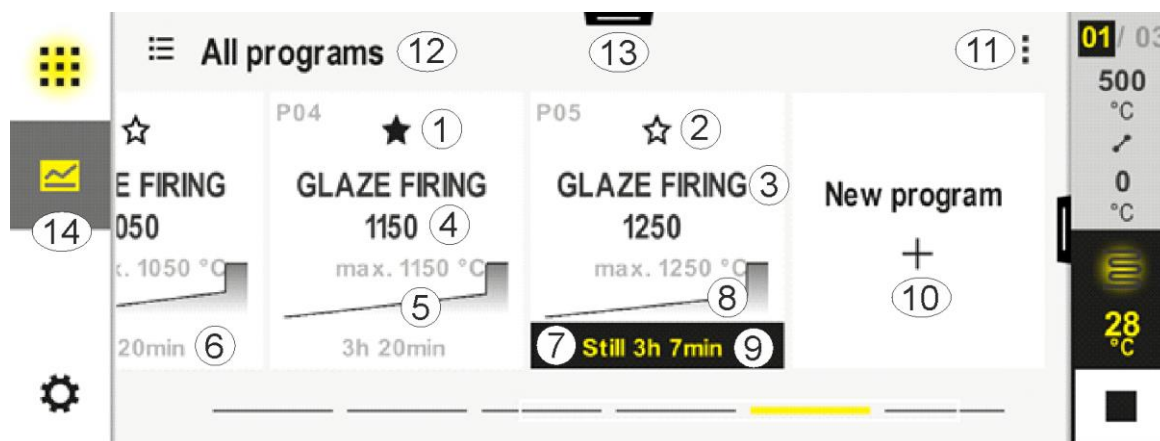 All programs 12
13
11
01/ 03
500
°C
0
°C
28
°C
14
E FIRING
050
x. 1050 °C
20min 6
P04
1
GLAZE FIRING
1150 4
max. 1150 °C
5
3h 20min
P05
2
GLAZE FIRING 3
1250
max. 1250 °C
8
7 Still 3h 7min 9
New program
+
10